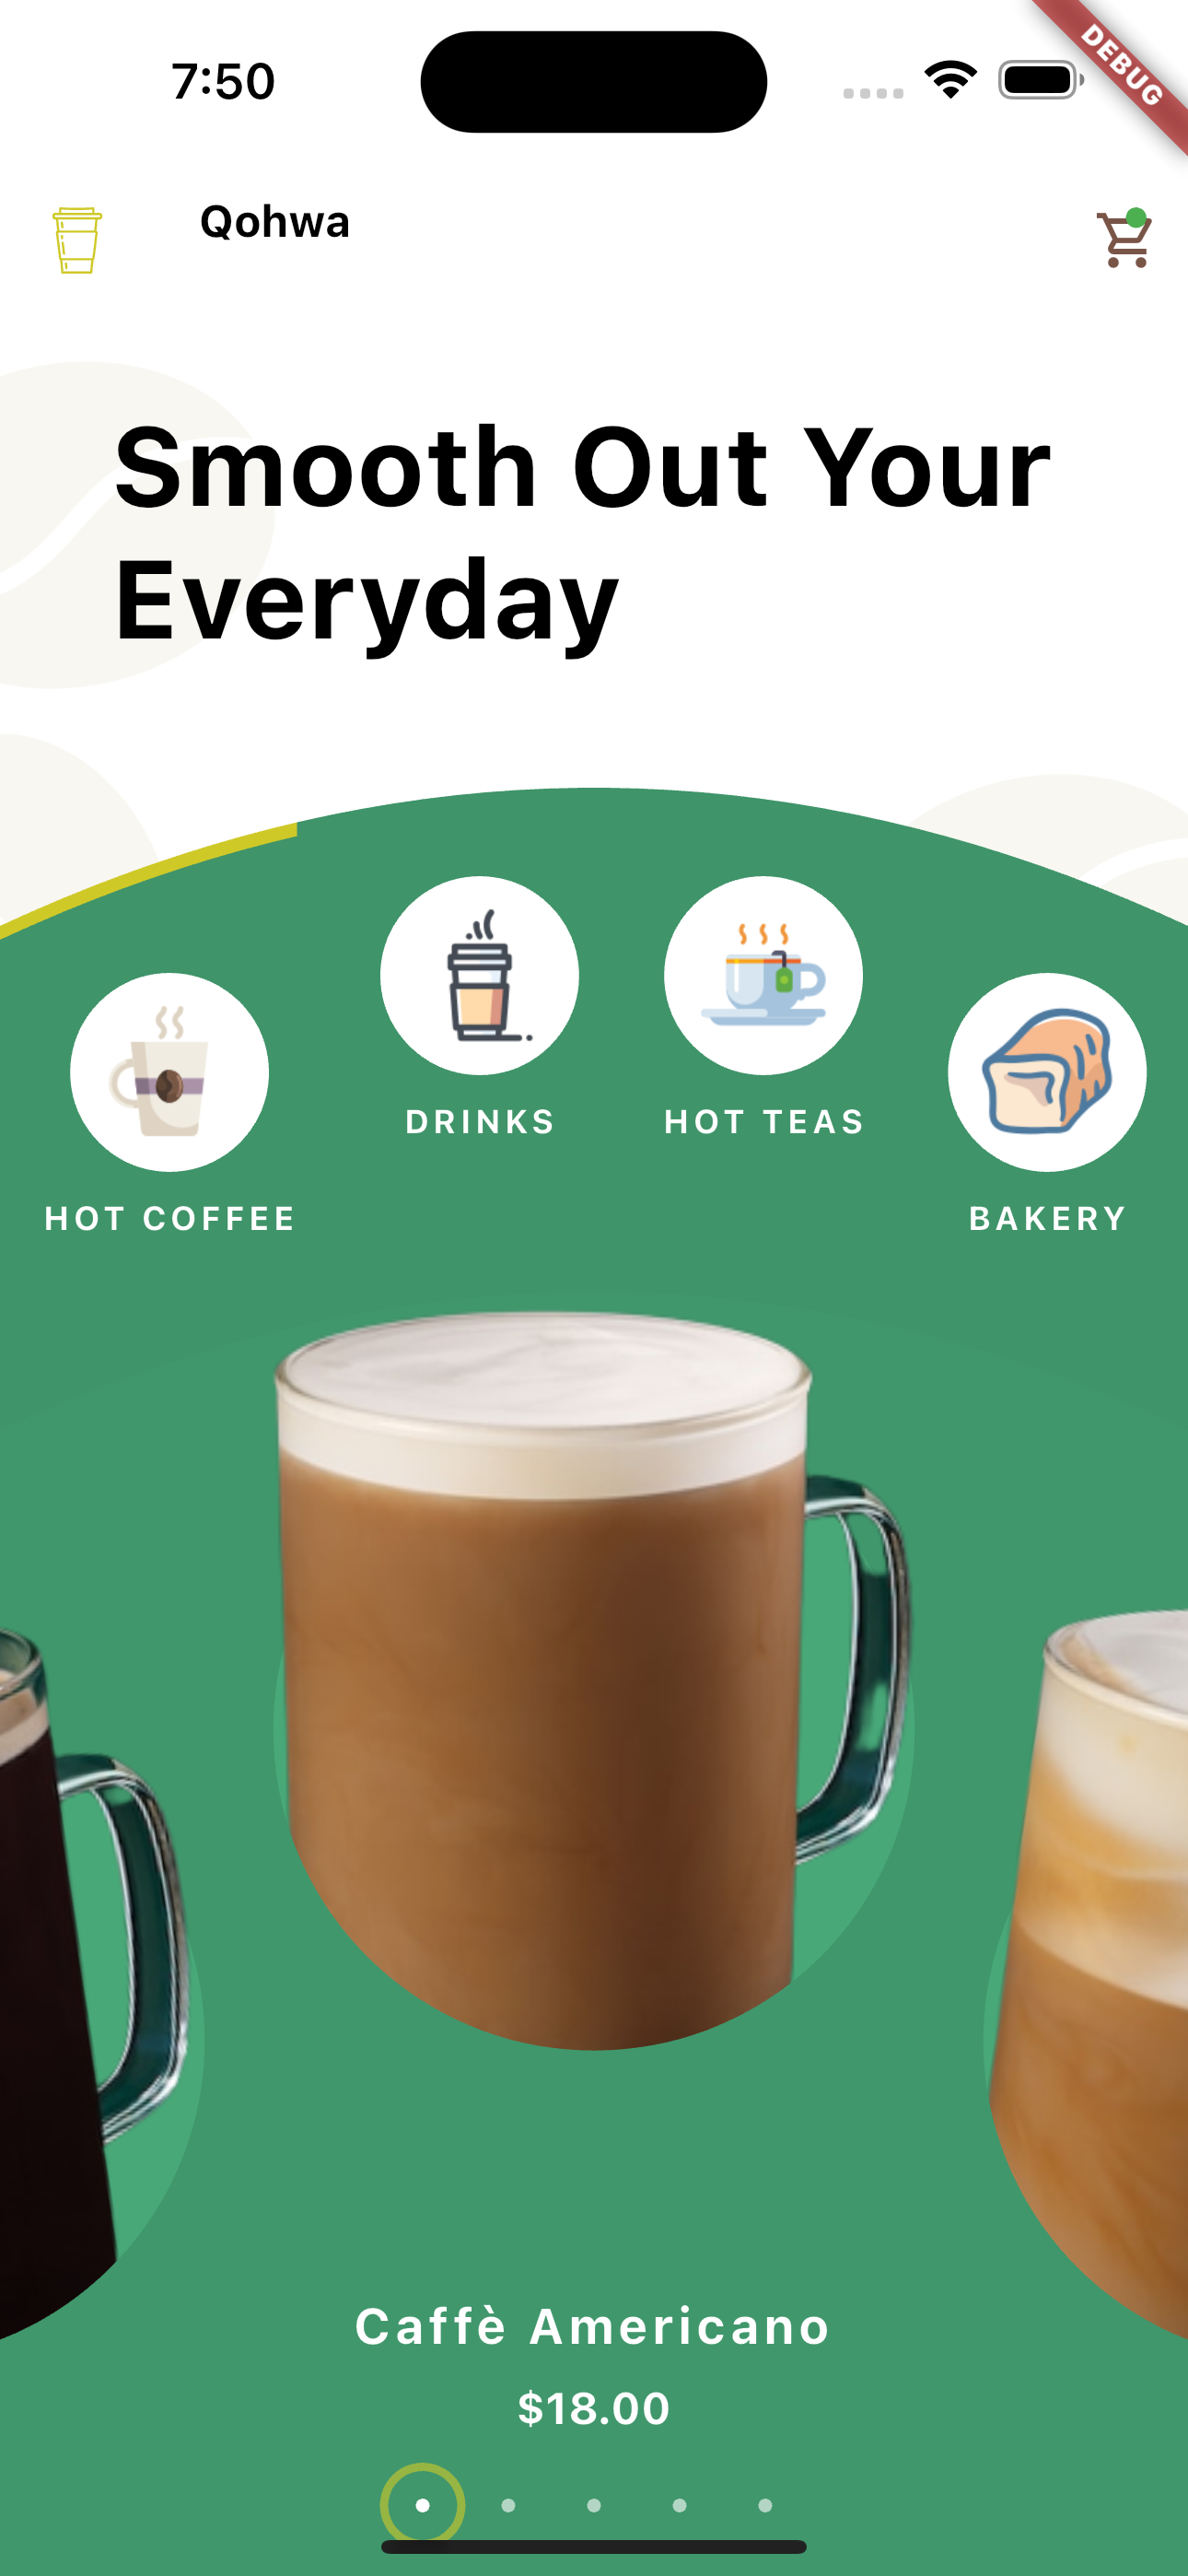 7:50
DEBUG
Qohwa
Smooth Out Your
Everyday
DRINKS
HOT TEAS
HOT COFFEE
BAKERY
Caffè Americano
$18.00